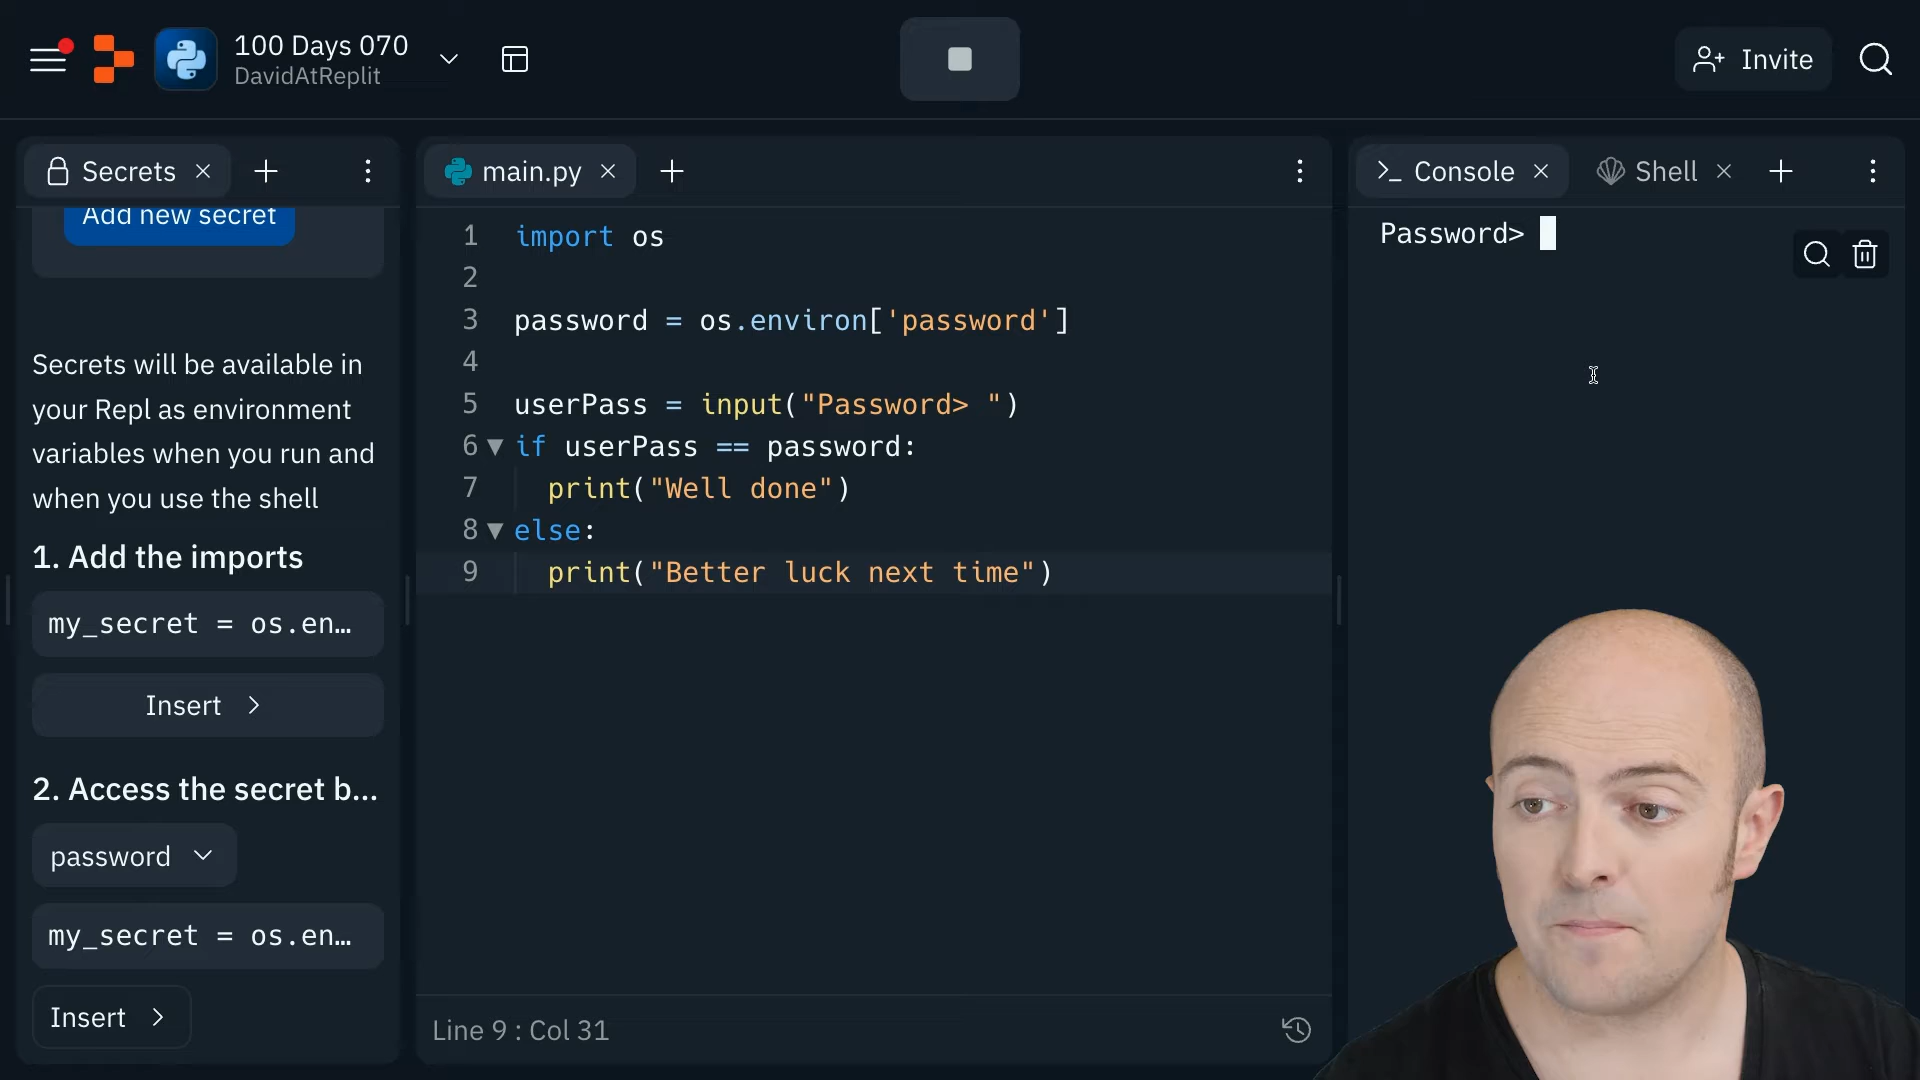 100 Days 070
DavidAtReplit
Invite
Secrets
Add new secret
Secrets will be available in
your Repl as environment
variables when you run and
when you use the shell
1. Add the imports
my_secret = os.en…
Insert
2. Access the secret b…
password
my_secret = os.en…
Insert
main.py
1 import os
2
3 password = os.environ['password']
4
5 userPass = input("Password> ")
6 if userPass == password:
7 print("Well done")
8 else:
9 print("Better luck next time")
Line 9 : Col 31
Console
Shell
Password>